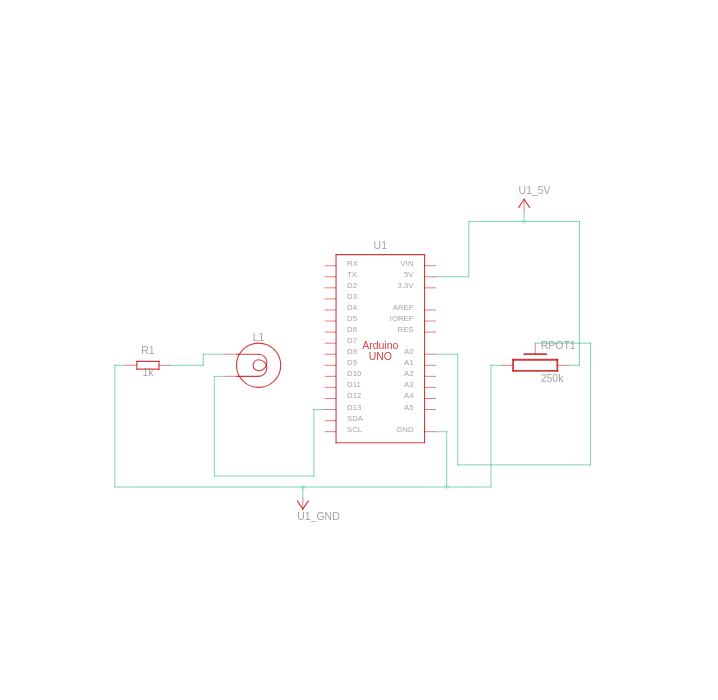 U1_5V
U1
RX
TX
D2
D3
D4
D5
D6
D7
D8
D9
D10
D11
D12
D13
SDA
SCL
VIN
5V
3.3V
AREF
IOREF
RES
A0
A1
A2
A3
A4
A5
GND
Arduino
UNO
L1
R1
1k
RPOT1
250k
U1_GND